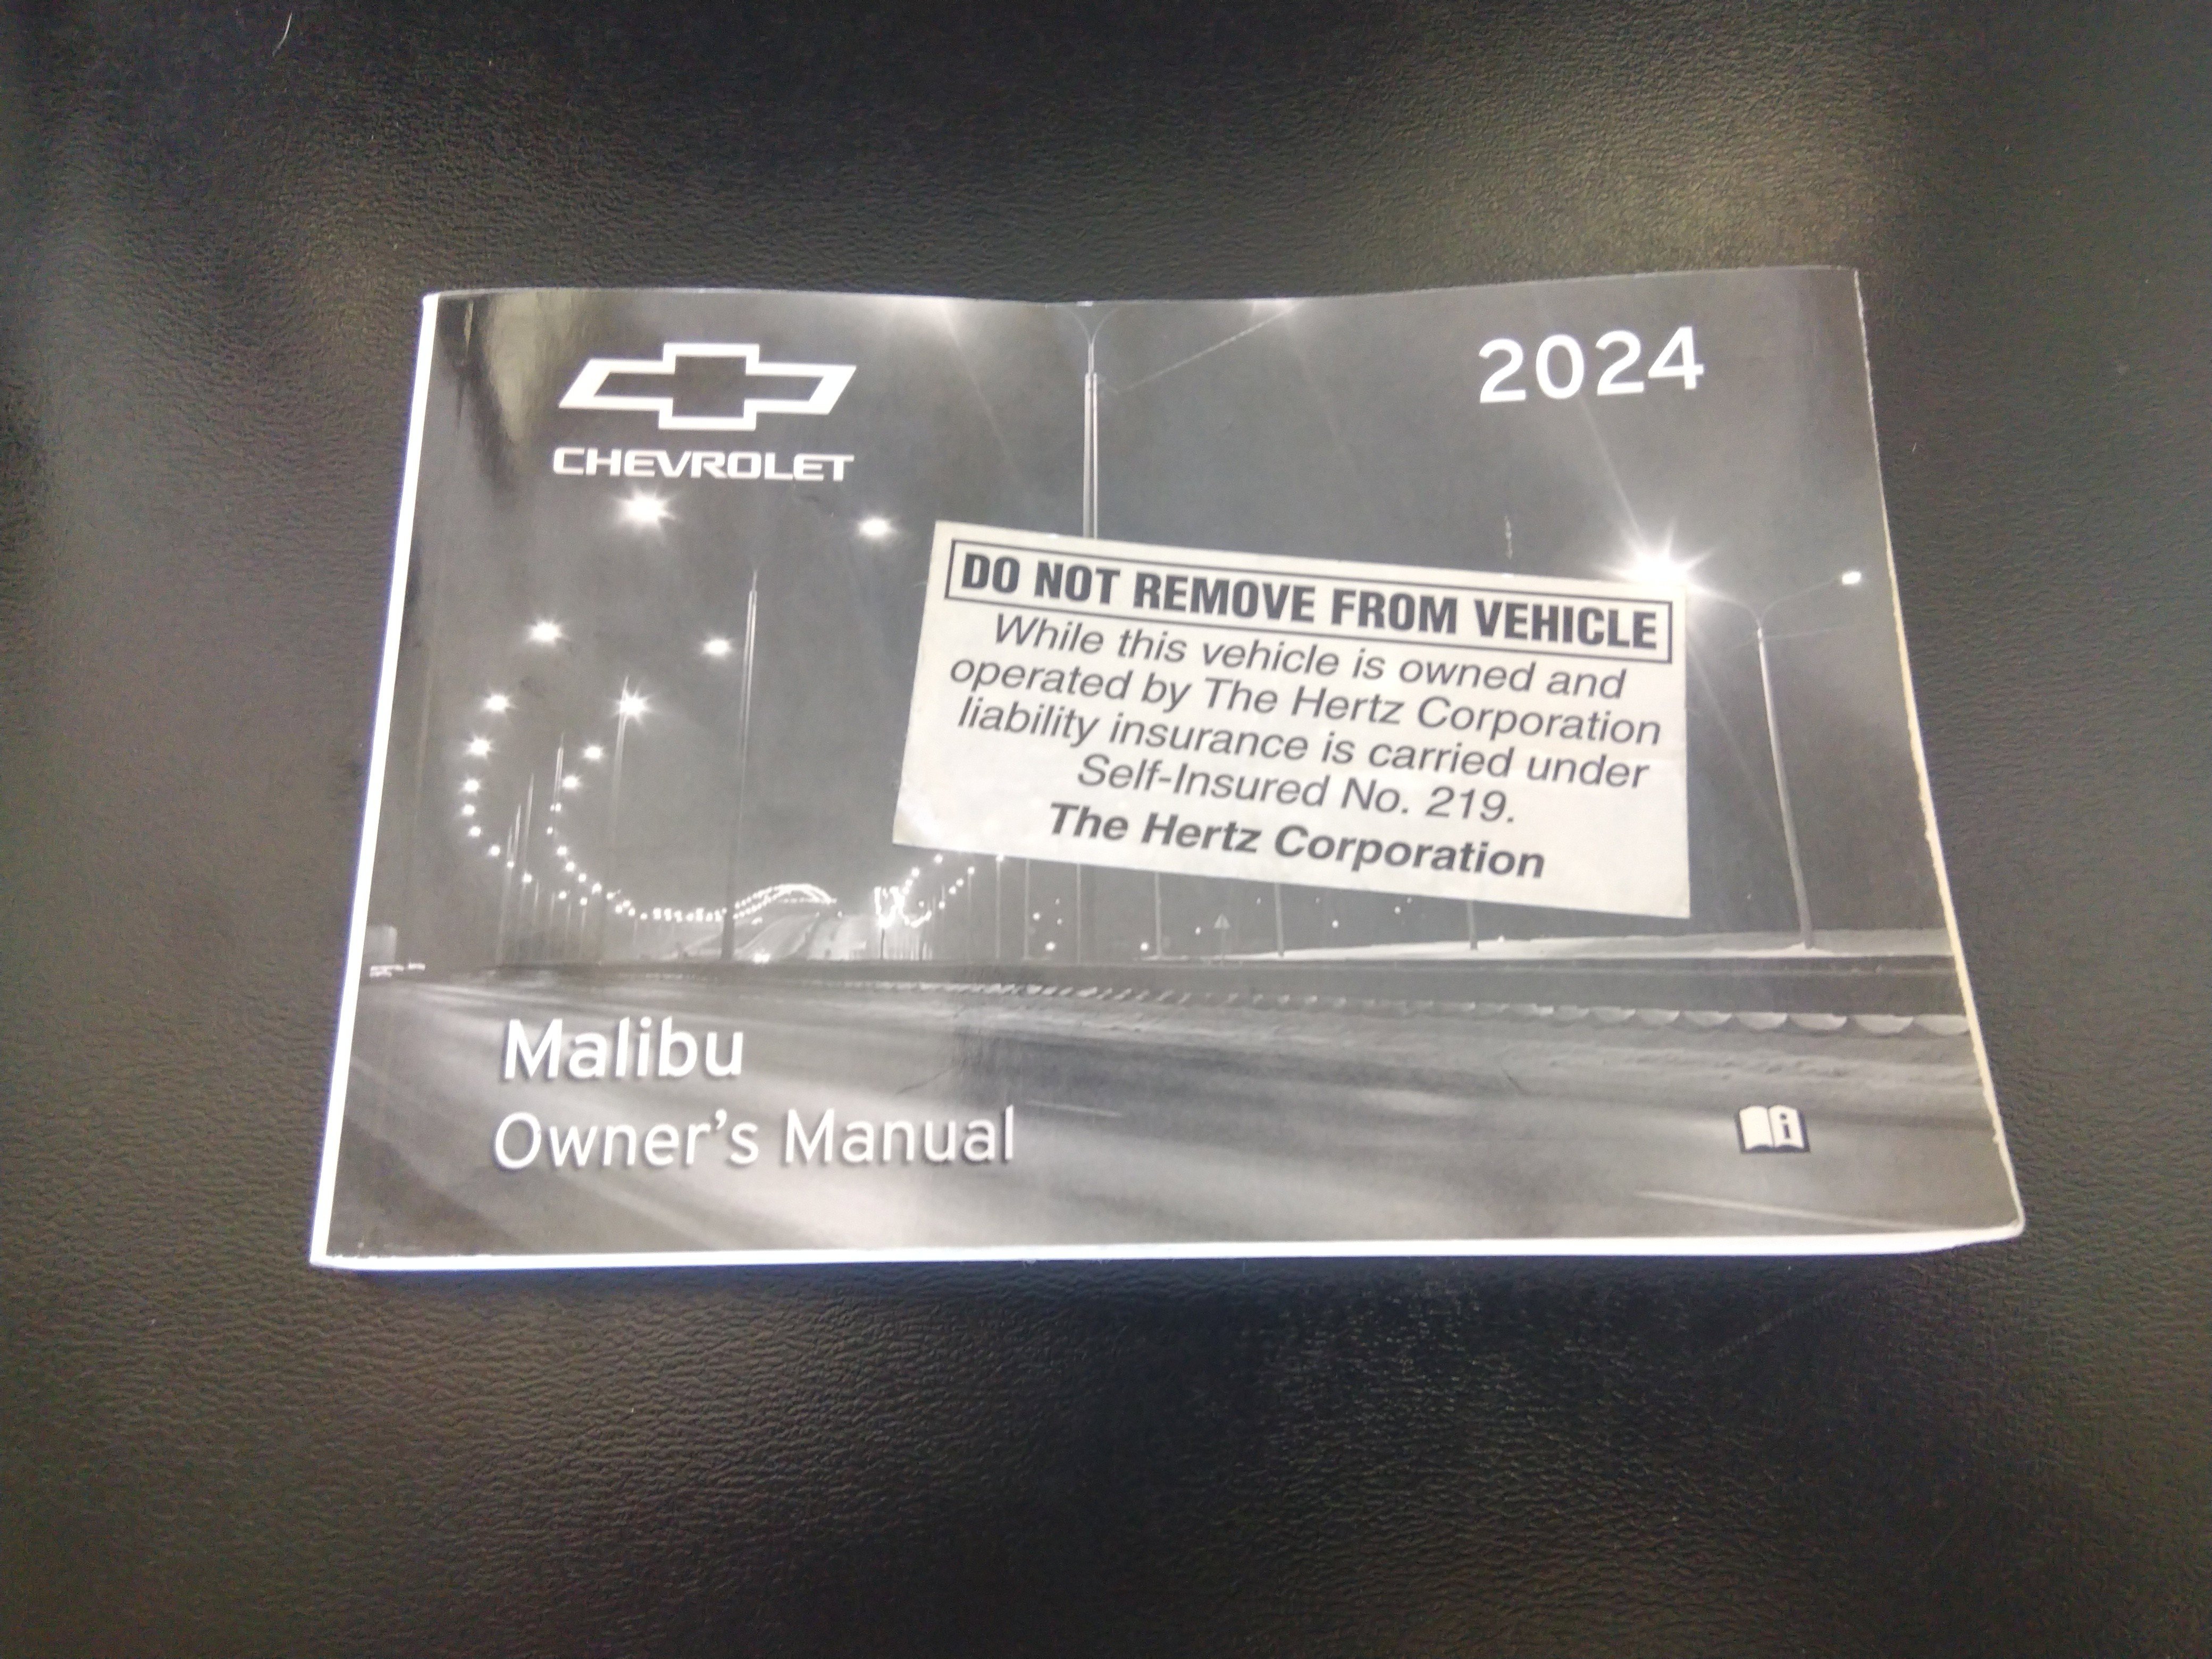 CHEVROLET
2024
DO NOT REMOVE FROM VEHICLE
While this vehicle is owned and
operated by The Hertz Corporation
liability insurance is carried under
Self-Insured No. 219.
The Hertz Corporation
Malibu
Owner's Manual
i